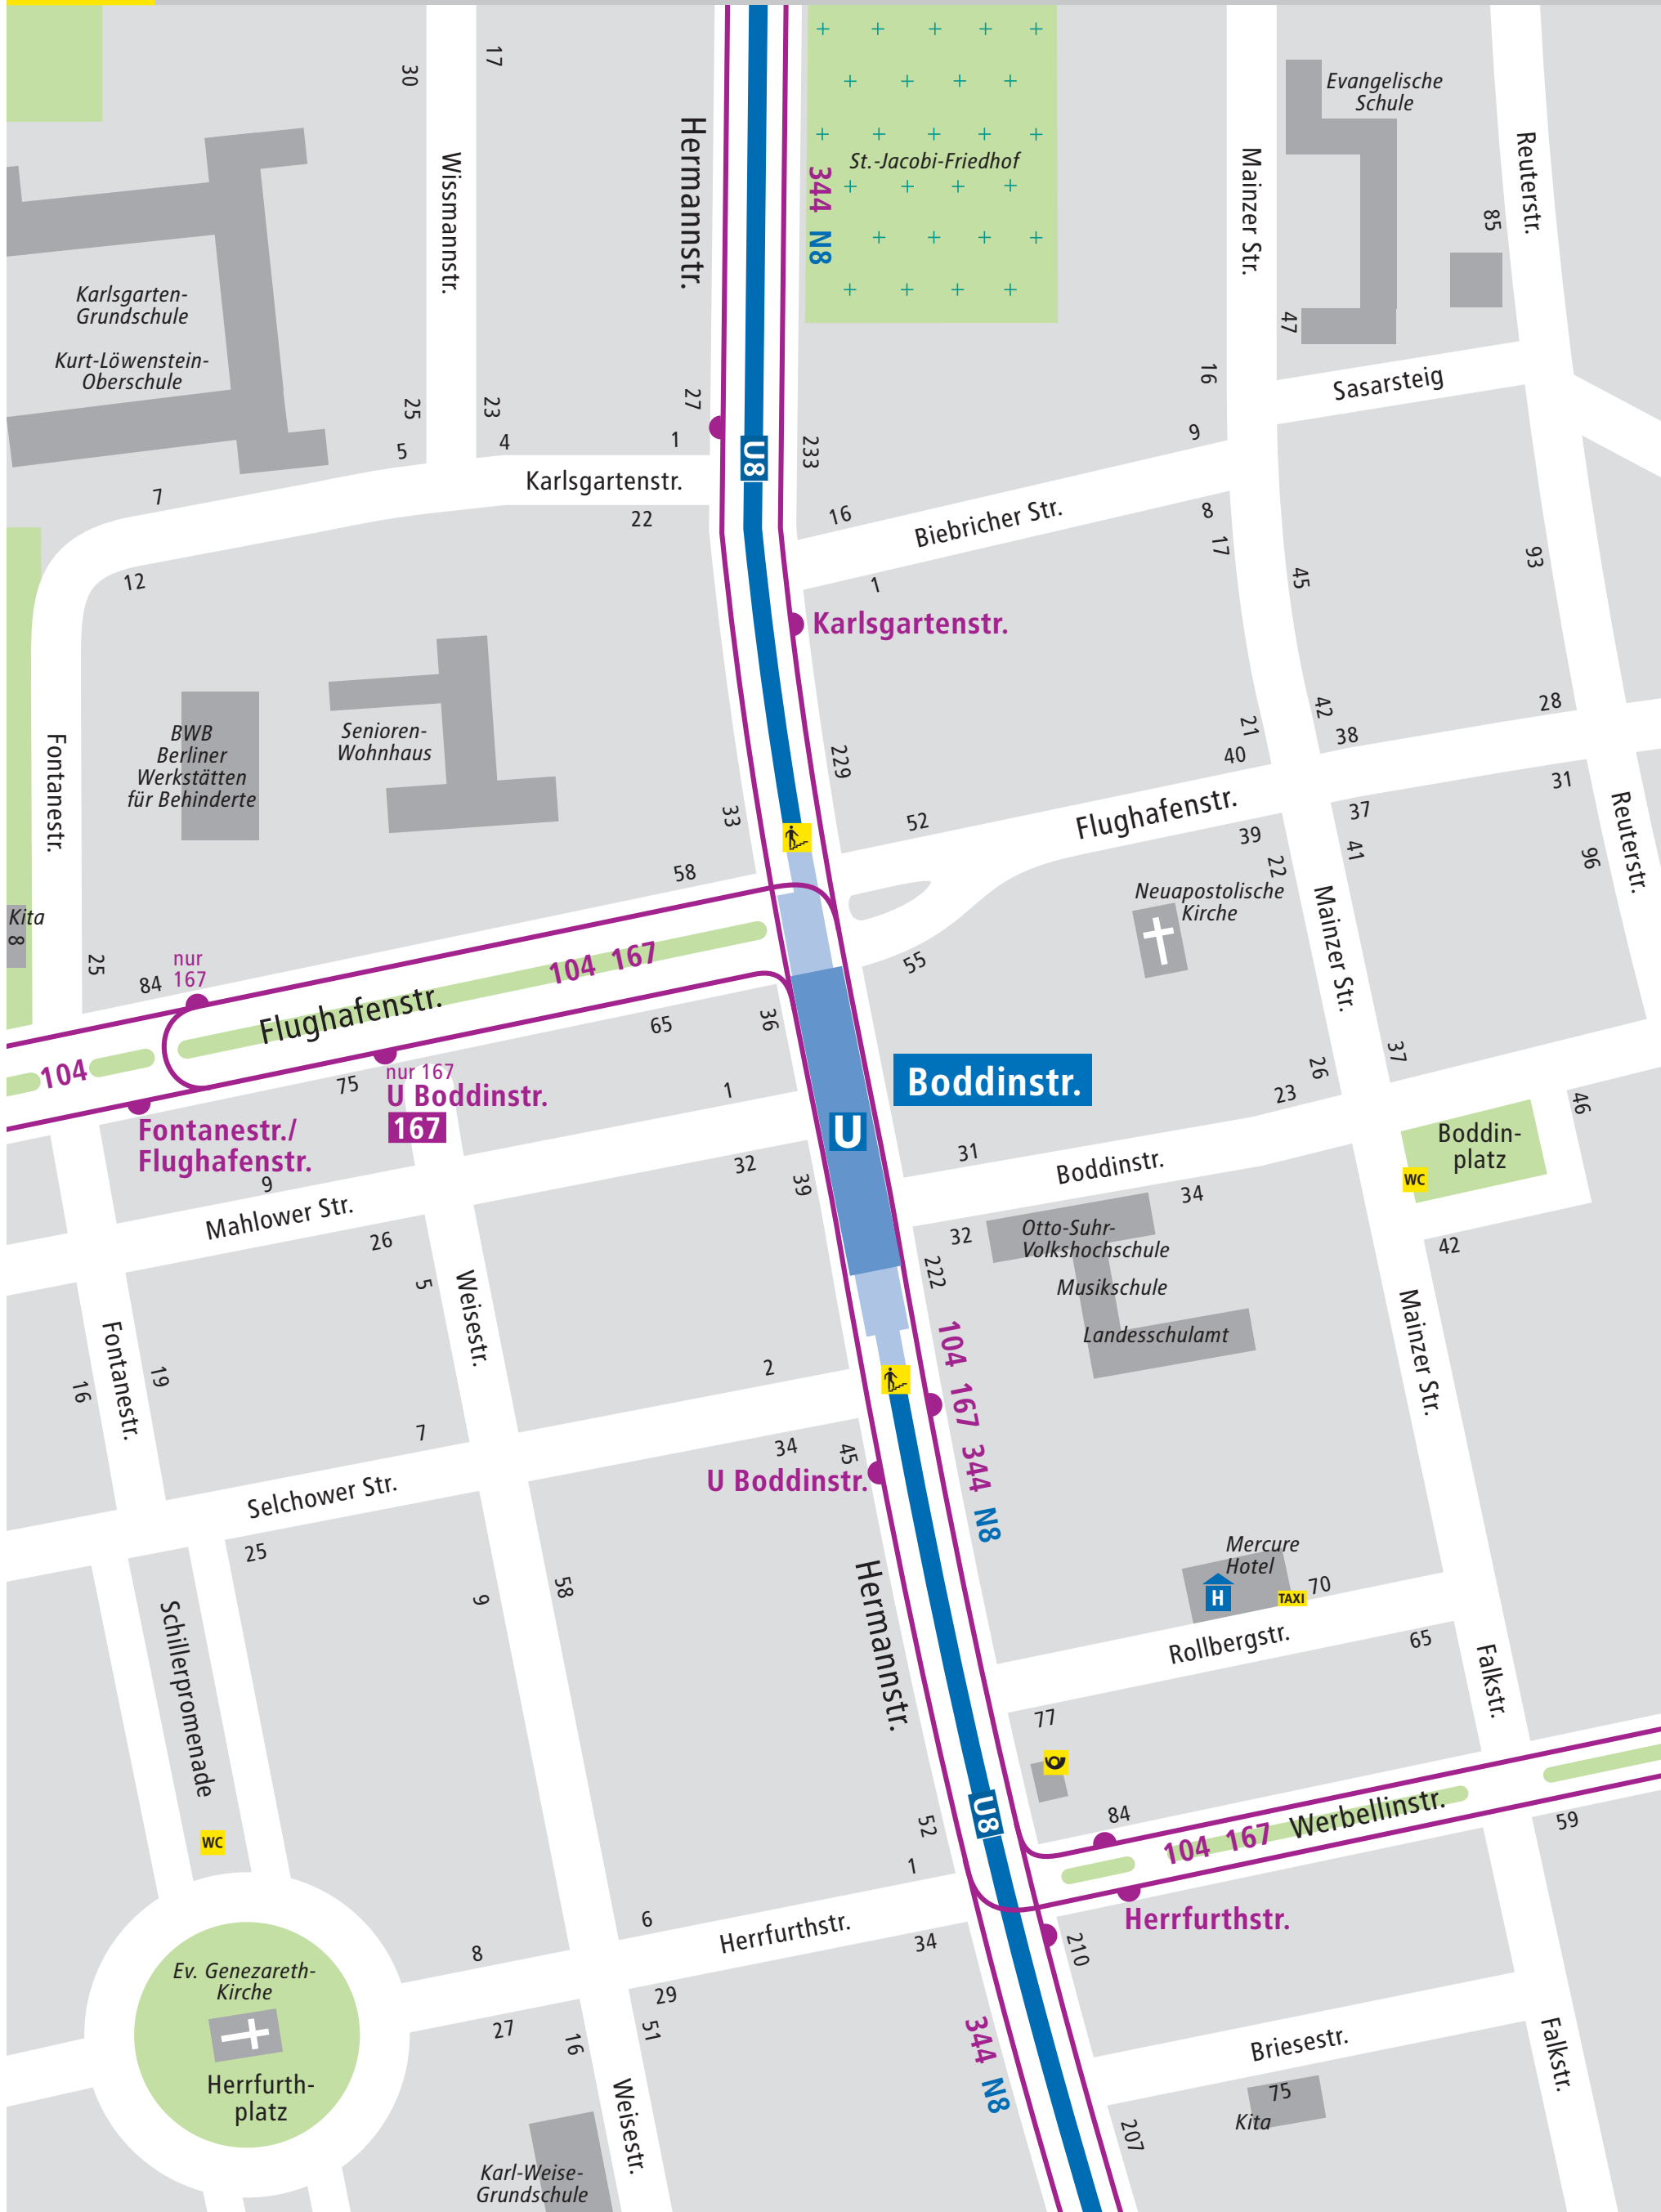 30
17
Wissmannstr.
Hermannstr.
344 N8
St.-Jacobi-Friedhof
Mainzer Str.
Evangelische
Schule
Reuterstr.
85
47
16
Sasarsteig
Karlsgarten-
Grundschule
Kurt-Löwenstein-
Oberschule
25
23
27
5
4
1
U8
233
9
7
Karlsgartenstr.
22
16
Biebricher Str.
8
17
45
93
12
1
Karlsgartenstr.
Fontanestr.
BWB
Berliner
Werkstätten
für Behinderte
Senioren-
Wohnhaus
33
229
21
42
40
38
28
52
Flughafenstr.
39
37
31
41
22
96
Reuterstr.
58
Neuapostolische
Kirche
Mainzer Str.
Kita
8
25
84
nur
167
104 167
55
Flughafenstr.
65
36
104
75
nur 167
U Boddinstr.
167
Fontanestr./
Flughafenstr.
1
Boddinstr.
U
26
37
23
46
Boddin-
platz
WC
31
Boddinstr.
34
9
Mahlower Str.
32
39
26
32
Otto-Suhr-
Volkshochschule
Musikschule
Landesschulamt
42
222
5
Weisestr.
Fontanestr.
16
19
2
104 167 344 N8
Mainzer Str.
7
34
45
U Boddinstr.
Selchower Str.
25
9
58
Hermannstr.
Mercure
Hotel
H
TAXI
70
Rollbergstr.
65
Falkstr.
Schillerpromenade
WC
77
U8
52
84
104 167
Werbellinstr.
59
1
6
Herrfurthstr.
34
Herrfurthstr.
210
8
29
27
16
51
Ev. Genezareth-
Kirche
Herrfurth-
platz
344 N8
Briesestr.
75
Kita
Falkstr.
207
Weisestr.
Karl-Weise-
Grundschule